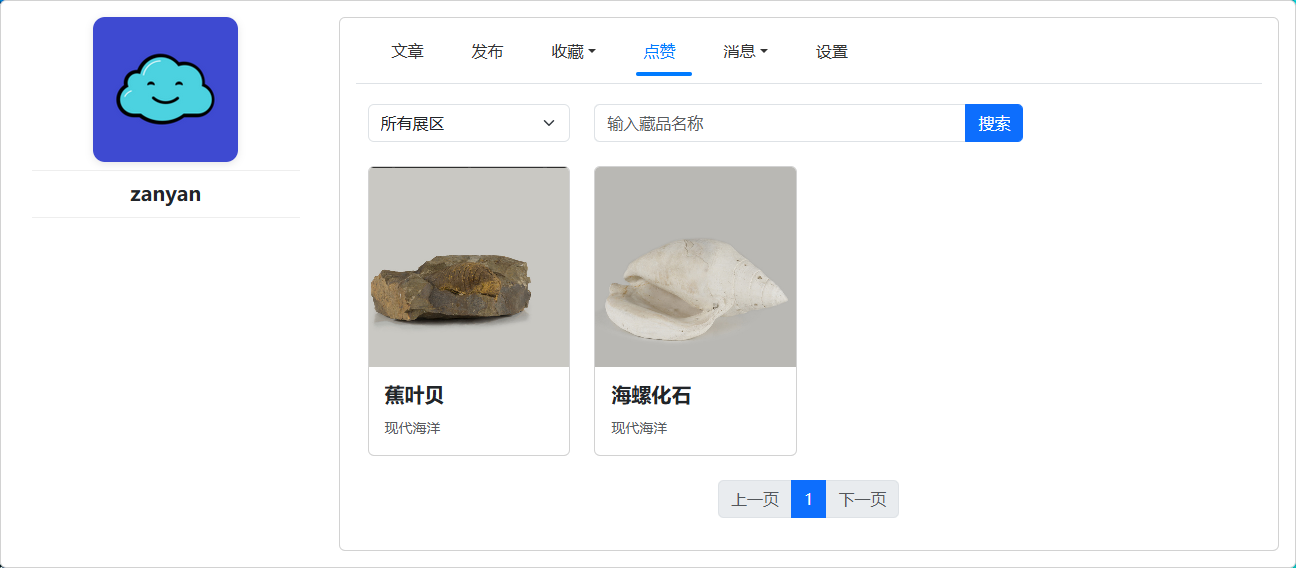 zanyan
文章 发布 收藏 点赞 消息 设置
所有展区 输入藏品名称 搜索
蕉叶贝 海螺化石
现代海洋 现代海洋
上一页 1 下一页